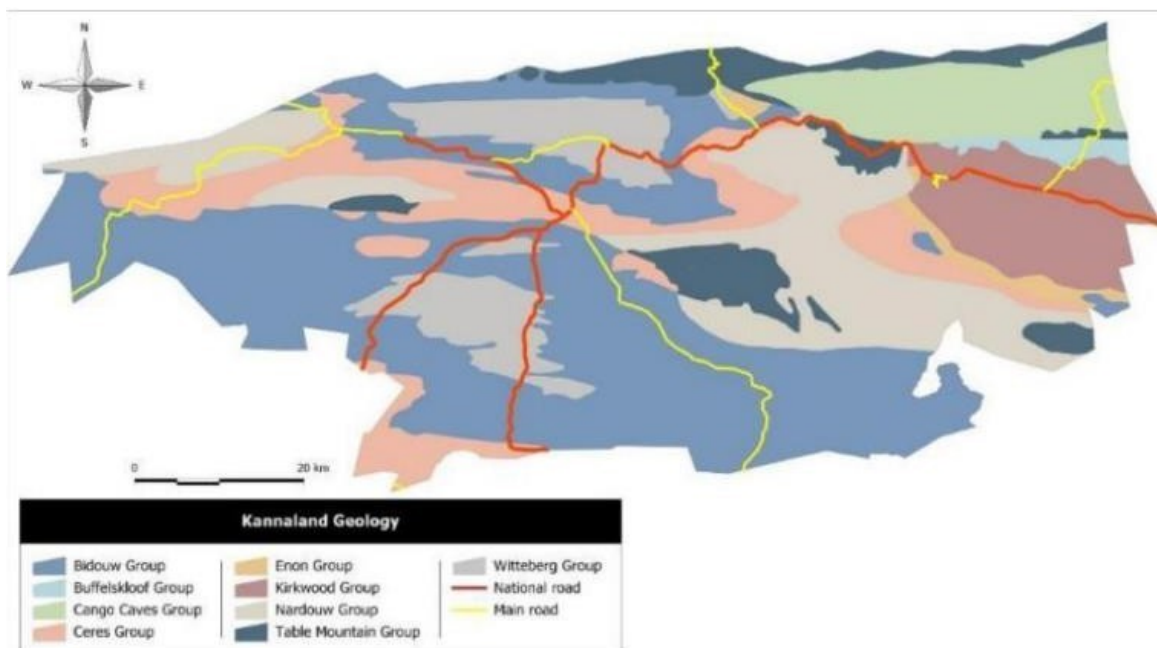 N
W E
S
0 20 km
Kannaland Geology
Bidouw Group
Buffelskloof Group
Cango Caves Group
Ceres Group
Enon Group
Kirkwood Group
Nardouw Group
Table Mountain Group
Witteberg Group
National road
Main road